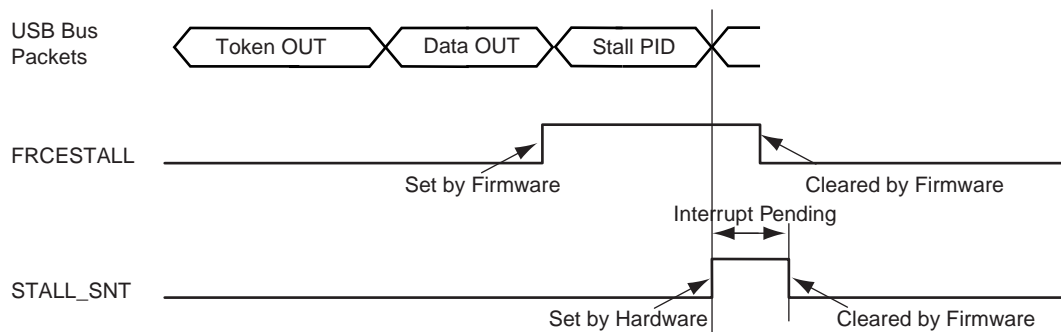 USB Bus
Packets
Token OUT
Data OUT
Stall PID
FRCESTALL
Set by Firmware
Cleared by Firmware
Interrupt Pending
STALL_SNT
Set by Hardware
Cleared by Firmware